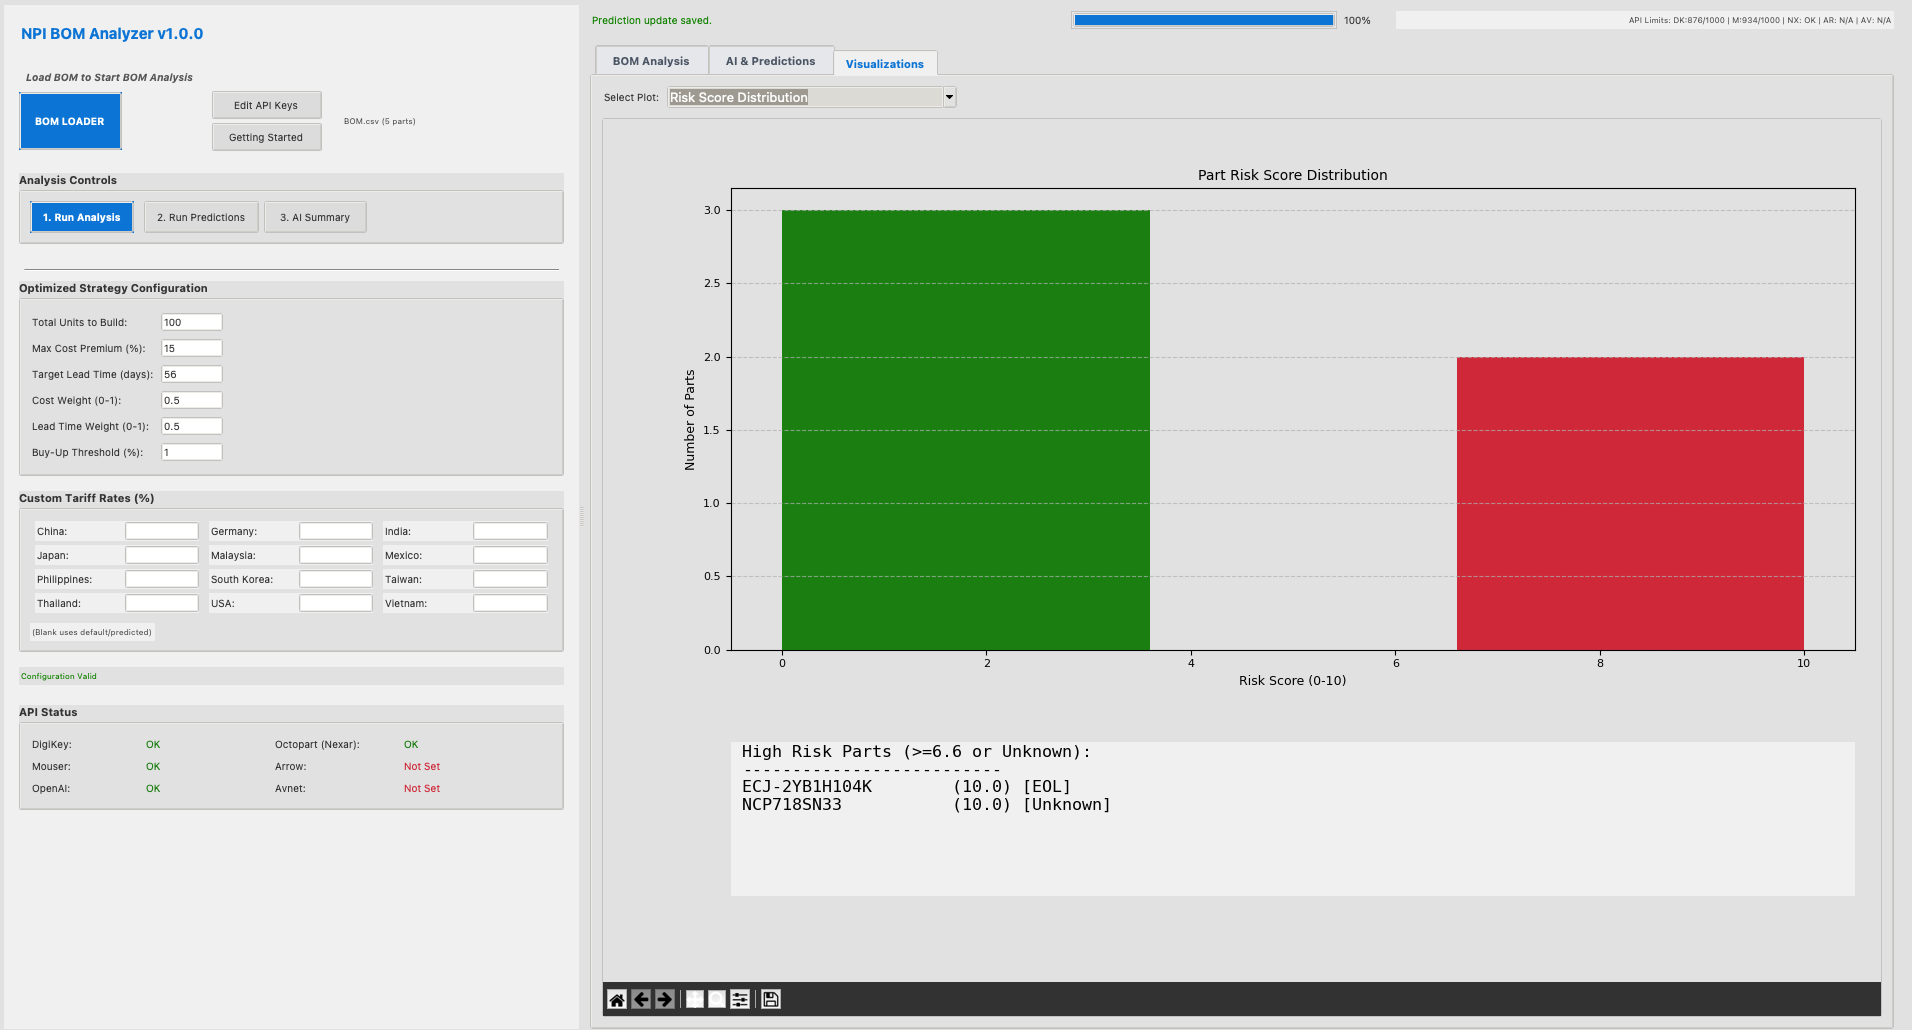 NPI BOM Analyzer v1.0.0
Load BOM to Start BOM Analysis
BOM LOADER
Edit API Keys
Getting Started
BOM.csv (5 parts)
Analysis Controls
1. Run Analysis
2. Run Predictions
3. AI Summary
Optimized Strategy Configuration
Total Units to Build: 100
Max Cost Premium (%): 15
Target Lead Time (days): 56
Cost Weight (0-1): 0.5
Lead Time Weight (0-1): 0.5
Buy-Up Threshold (%): 1
Custom Tariff Rates (%)
China: Germany: India:
Japan: Malaysia: Mexico:
Philippines: South Korea: Taiwan:
Thailand: USA: Vietnam:
(Blank uses default/predicted)
Configuration Valid
API Status
DigiKey: OK Octopart (Nexar): OK
Mouser: OK Arrow: Not Set
OpenAI: OK Avnet: Not Set
Prediction update saved.
100%
API Limits: DK:876/1000 | M:934/1000 | NX: OK | AR: N/A | AV: N/A
BOM Analysis
AI & Predictions
Visualizations
Select Plot: Risk Score Distribution
Part Risk Score Distribution
Number of Parts
3.0
2.5
2.0
1.5
1.0
0.5
0.0
0 2 4 6 8 10
Risk Score (0-10)
High Risk Parts (>=6.6 or Unknown):
--------------------------
ECJ-2YB1H104K (10.0) [EOL]
NCP718SN33 (10.0) [Unknown]